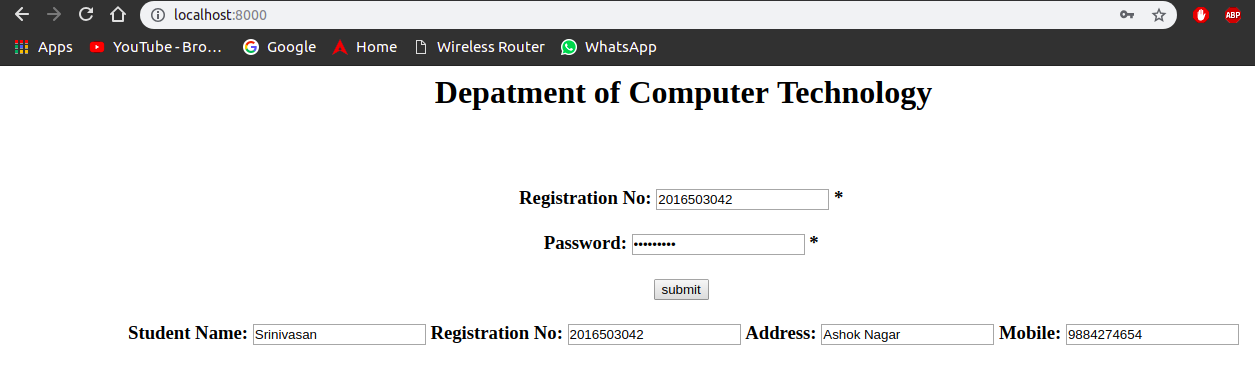 localhost:8000
Apps YouTube - Bro... Google Home Wireless Router WhatsApp
Depatment of Computer Technology
Registration No: 2016503042 *
Password: ••••••••• *
submit
Student Name: Srinivasan Registration No: 2016503042 Address: Ashok Nagar Mobile: 9884274654
ABP